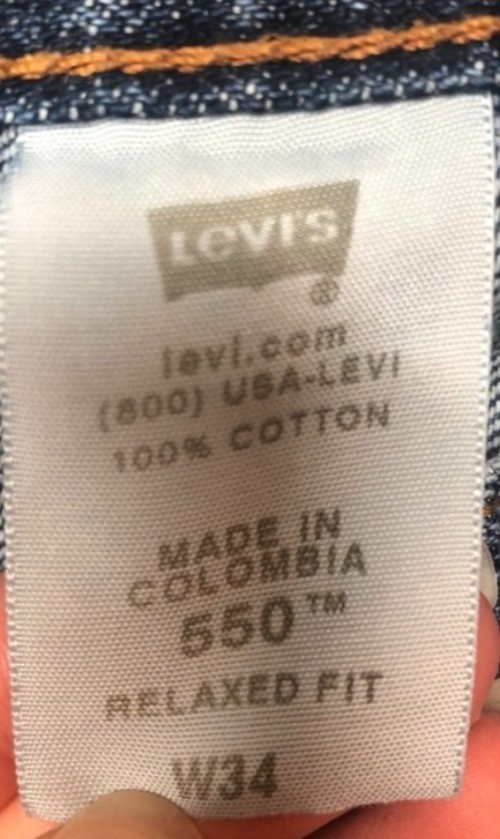 LEVI'S
®
levi.com
(800) USA-LEVI
100% COTTON
MADE IN
COLOMBIA
550™
RELAXED FIT
W34